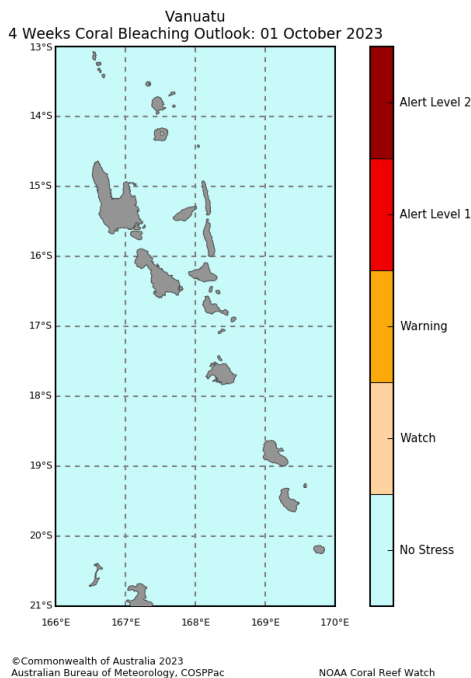 Vanuatu
4 Weeks Coral Bleaching Outlook: 01 October 2023
13°S
14°S
15°S
16°S
17°S
18°S
19°S
20°S
21°S
166°E 167°E 168°E 169°E 170°E
Alert Level 2
Alert Level 1
Warning
Watch
No Stress
©Commonwealth of Australia 2023
Australian Bureau of Meteorology, COSPPac NOAA Coral Reef Watch